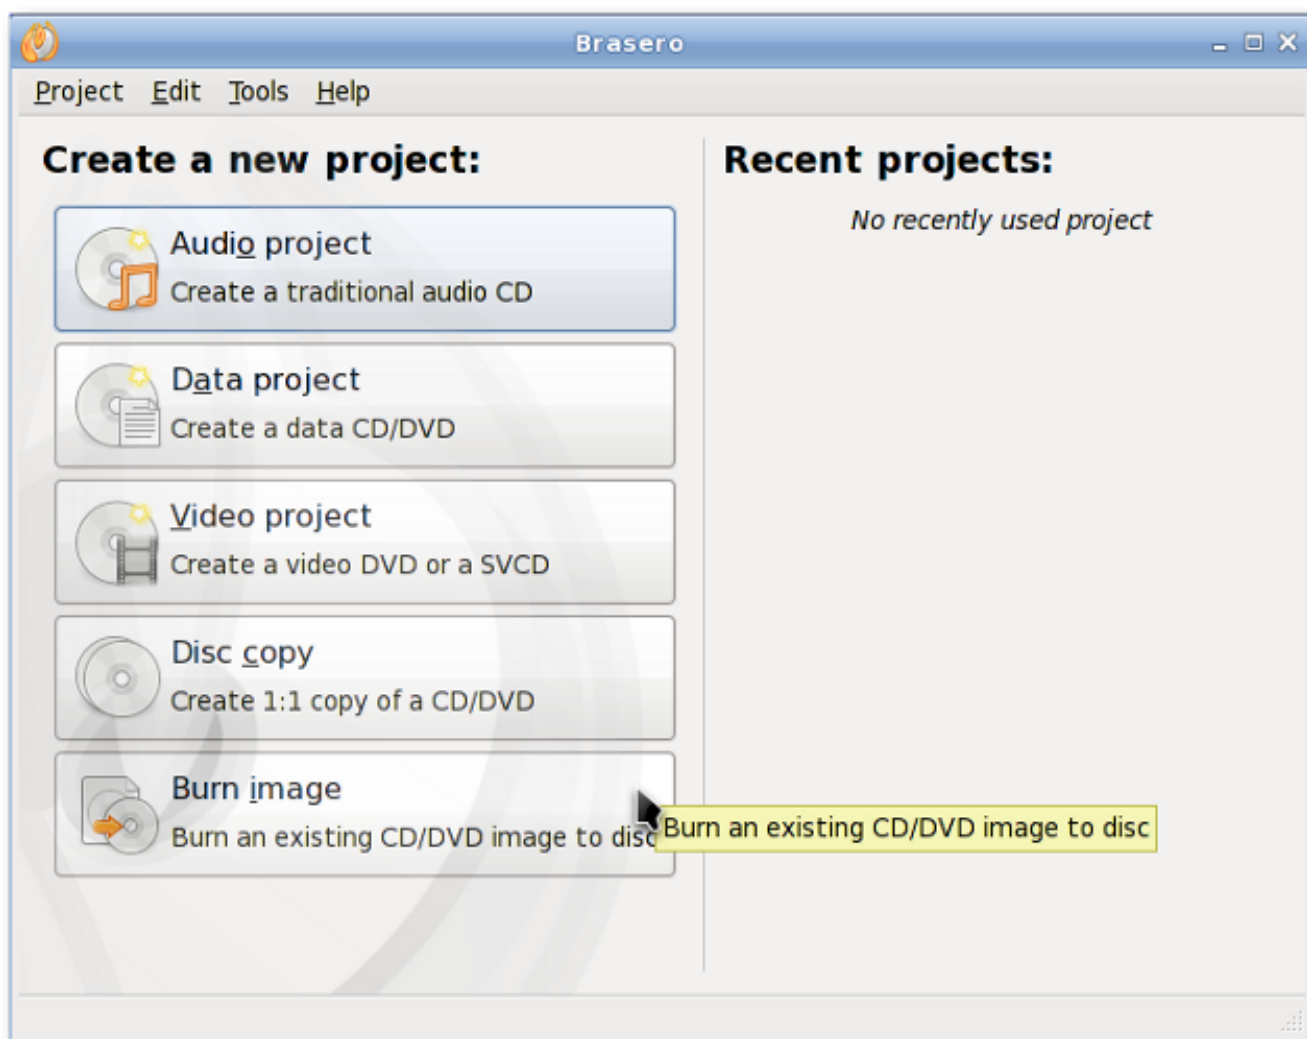 Brasero
Project Edit Tools Help
Create a new project:
Audio project
Create a traditional audio CD
Data project
Create a data CD/DVD
Video project
Create a video DVD or a SVCD
Disc copy
Create 1:1 copy of a CD/DVD
Burn image
Burn an existing CD/DVD image to disc
Recent projects:
No recently used project
Burn an existing CD/DVD image to disc